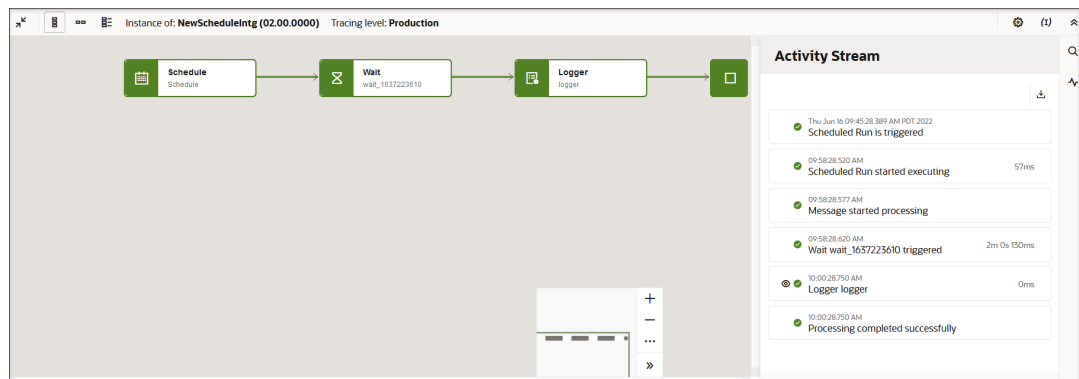 Instance of: NewScheduleIntg (02.00.0000) Tracing level: Production
(1)
Schedule
Schedule
Wait
wait_1637223610
Logger
logger
Activity Stream
Thu Jun 16 09:45:28.389 AM PDT 2022
Scheduled Run is triggered
09:58:28.520 AM
Scheduled Run started executing 57ms
09:58:28.577 AM
Message started processing
09:58:28.620 AM
Wait wait_1637223610 triggered 2m 0s 130ms
10:00:28.750 AM
Logger logger 0ms
10:00:28.750 AM
Processing completed successfully